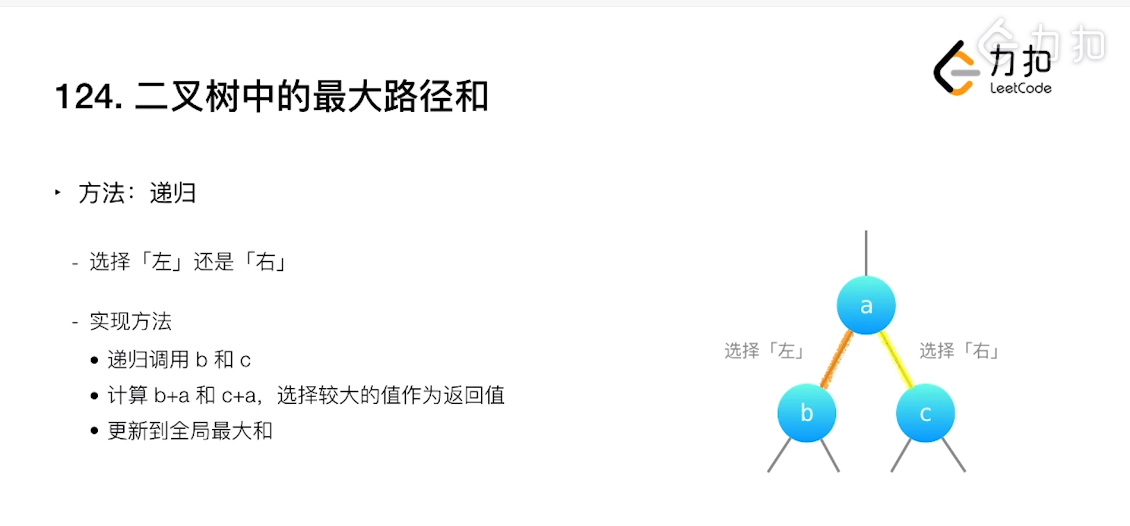 力扣
力扣
LeetCode
124. 二叉树中的最大路径和
‣ 方法：递归
- 选择「左」还是「右」
- 实现方法
• 递归调用 b 和 c
• 计算 b+a 和 c+a，选择较大的值作为返回值
• 更新到全局最大和
a
选择「左」
选择「右」
b
c